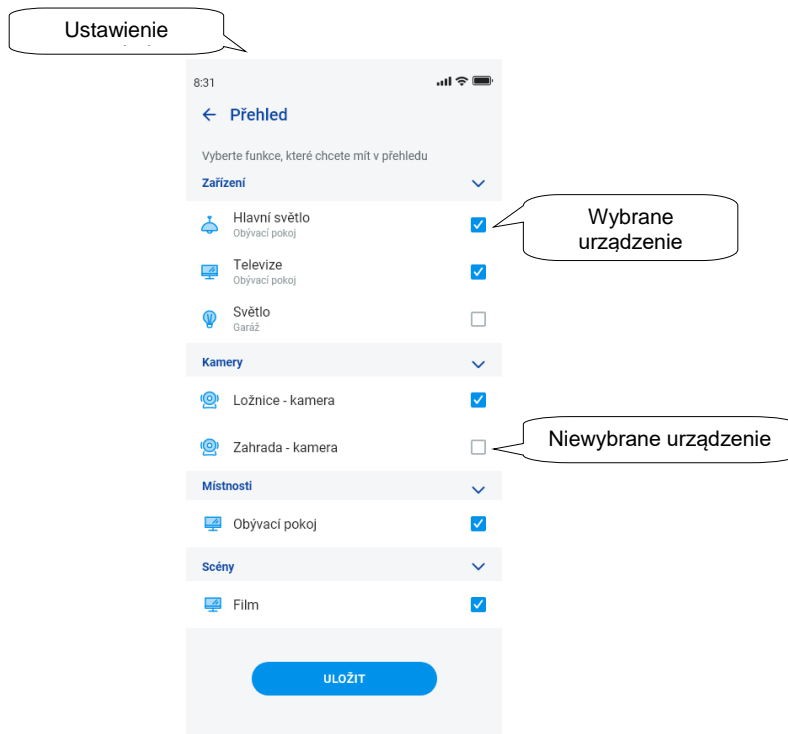 Ustawienie
8:31
Přehled
Vyberte funkce, které chcete mít v přehledu
Zařízení
Hlavní světlo
Obývací pokoj
Wybrane
urządzenie
Televize
Obývací pokoj
Světlo
Garáž
Kamery
Ložnice - kamera
Zahrada - kamera
Niewybrane urządzenie
Místnosti
Obývací pokoj
Scény
Film
ULOŽIT